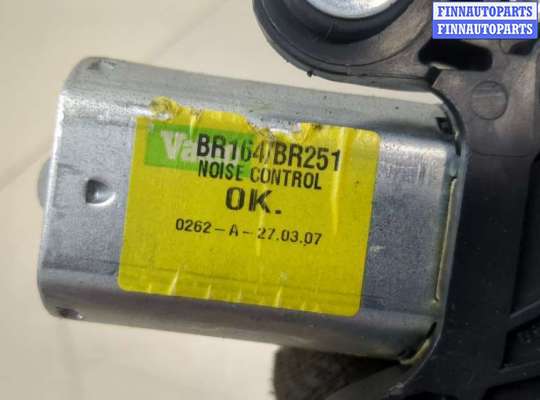 FINNAUTOPARTS
FINNAUTOPARTS
BR164/BR251
NOISE CONTROL
OK.
0262-A-27.03.07